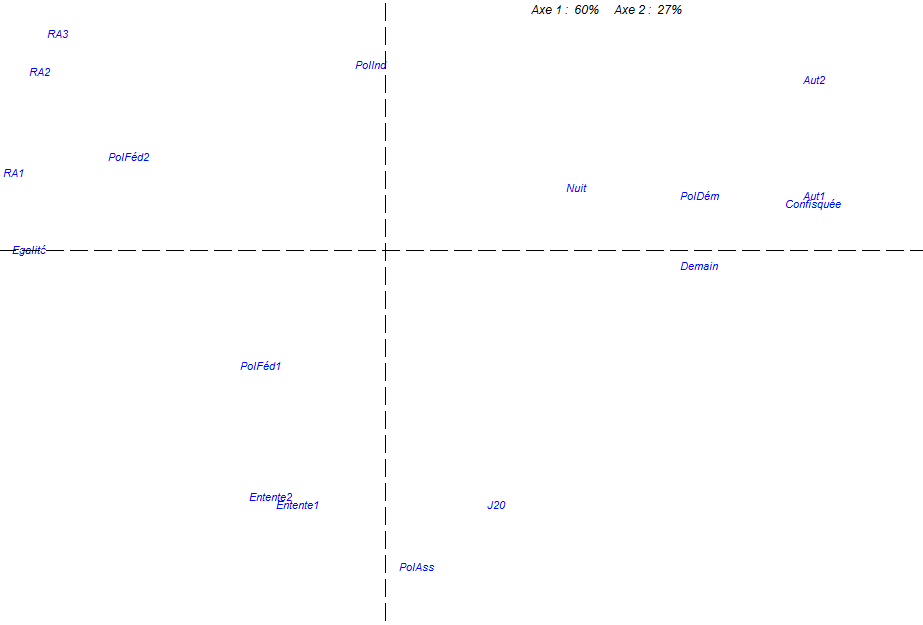 Axe 1 : 60% Axe 2 : 27%
RA3
PolInd
RA2
Aut2
PolFéd2
RA1
Nuit
PolDém
Aut1
Confisquée
Egalité
Demain
PolFéd1
Entente2
Entente1
J20
PolAss